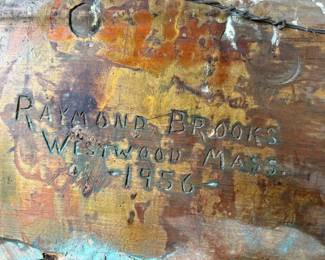 RAYMOND BROOKS
WESTWOOD MASS.
-1956-